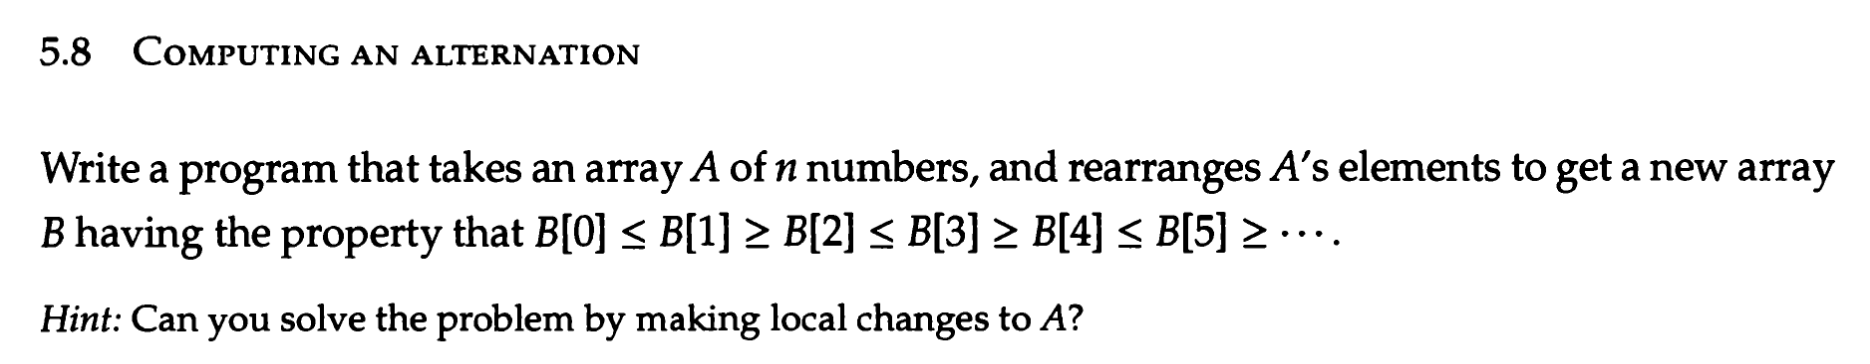 5.8 COMPUTING AN ALTERNATION
Write a program that takes an array A of n numbers, and rearranges A's elements to get a new array
B having the property that B[0] ≤ B[1] ≥ B[2] ≤ B[3] ≥ B[4] ≤ B[5] ≥ ⋯.
Hint: Can you solve the problem by making local changes to A?